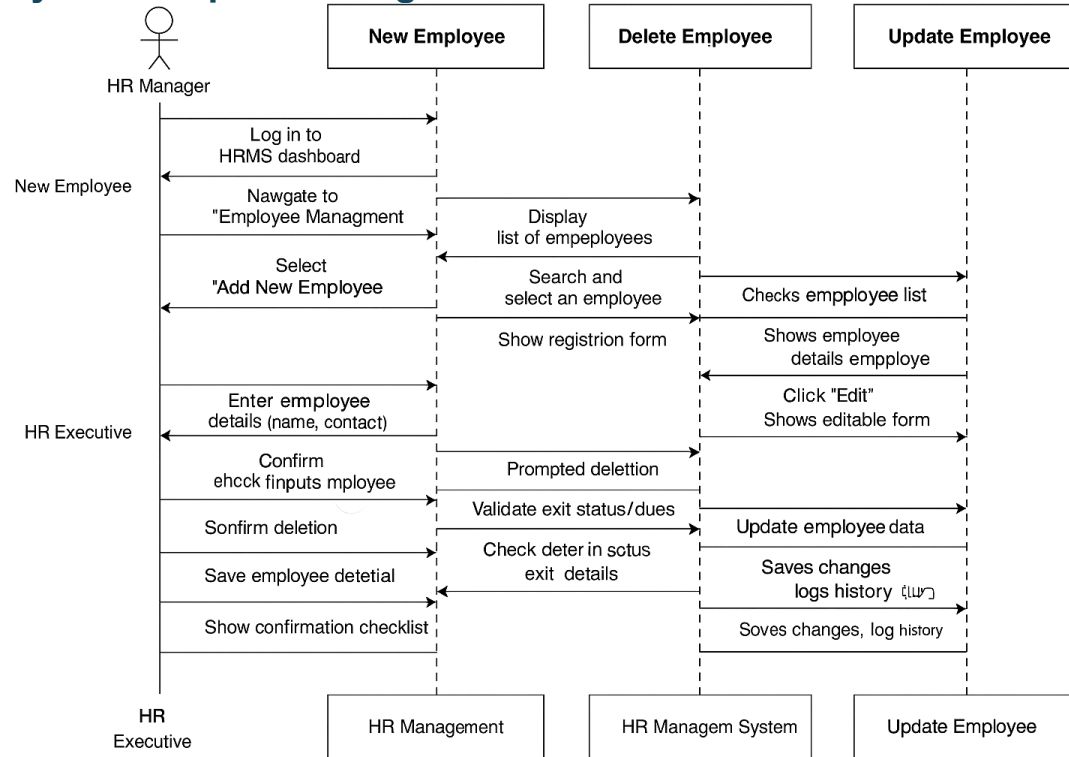 New Employee
Delete Employee
Update Employee
HR Manager
Log in to
HRMS dashboard
New Employee
Nawgate to
"Employee Managment
Display
list of empeployees
Select
"Add New Employee
Search and
select an employee
Checks empployee list
Show registrion form
Shows employee
details empploye
Enter employee
details (name, contact)
Click "Edit”
Shows editable form
HR Executive
Confirm
ehcck finputs mployee
Prompted delettion
Validate exit status/dues
Sonfirm deletion
Update employee data
Check deter in sctus
exit details
Save employee detetial
Saves changes
logs history
Show confirmation checklist
Soves changes, log history
HR
Executive
HR Management
HR Managem System
Update Employee